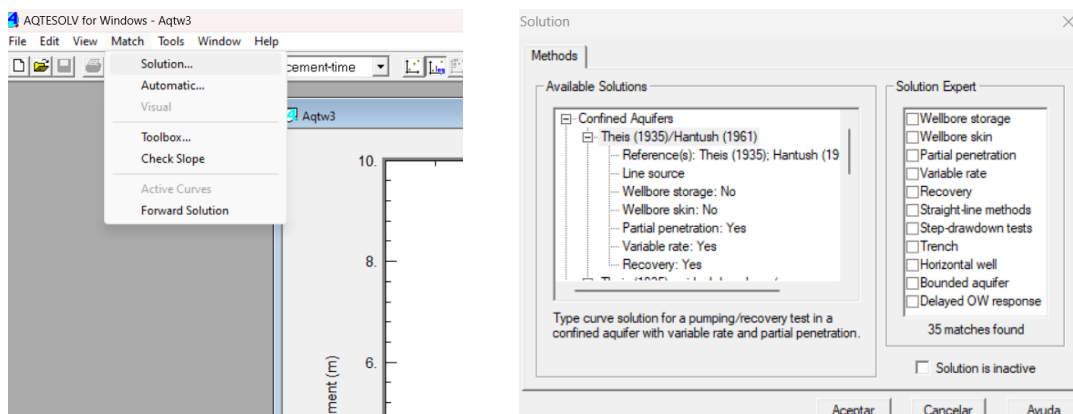 AQTESOLV for Windows - Aqtw3
File Edit View Match Tools Window Help
Solution...
Automatic...
Visual
Toolbox...
Check Slope
Active Curves
Forward Solution
cement-time
Aqtw3
10.
8.
6.
ment (m)
Solution
Methods
Available Solutions
Confined Aquifers
Theis (1935)/Hantush (1961)
Reference(s): Theis (1935); Hantush (19
Line source
Wellbore storage: No
Wellbore skin: No
Partial penetration: Yes
Variable rate: Yes
Recovery: Yes
Type curve solution for a pumping/recovery test in a
confined aquifer with variable rate and partial penetration.
Solution Expert
Wellbore storage
Wellbore skin
Partial penetration
Variable rate
Recovery
Straight-line methods
Step-drawdown tests
Trench
Horizontal well
Bounded aquifer
Delayed OW response
35 matches found
Solution is inactive
Aceptar Cancelar Ayuda